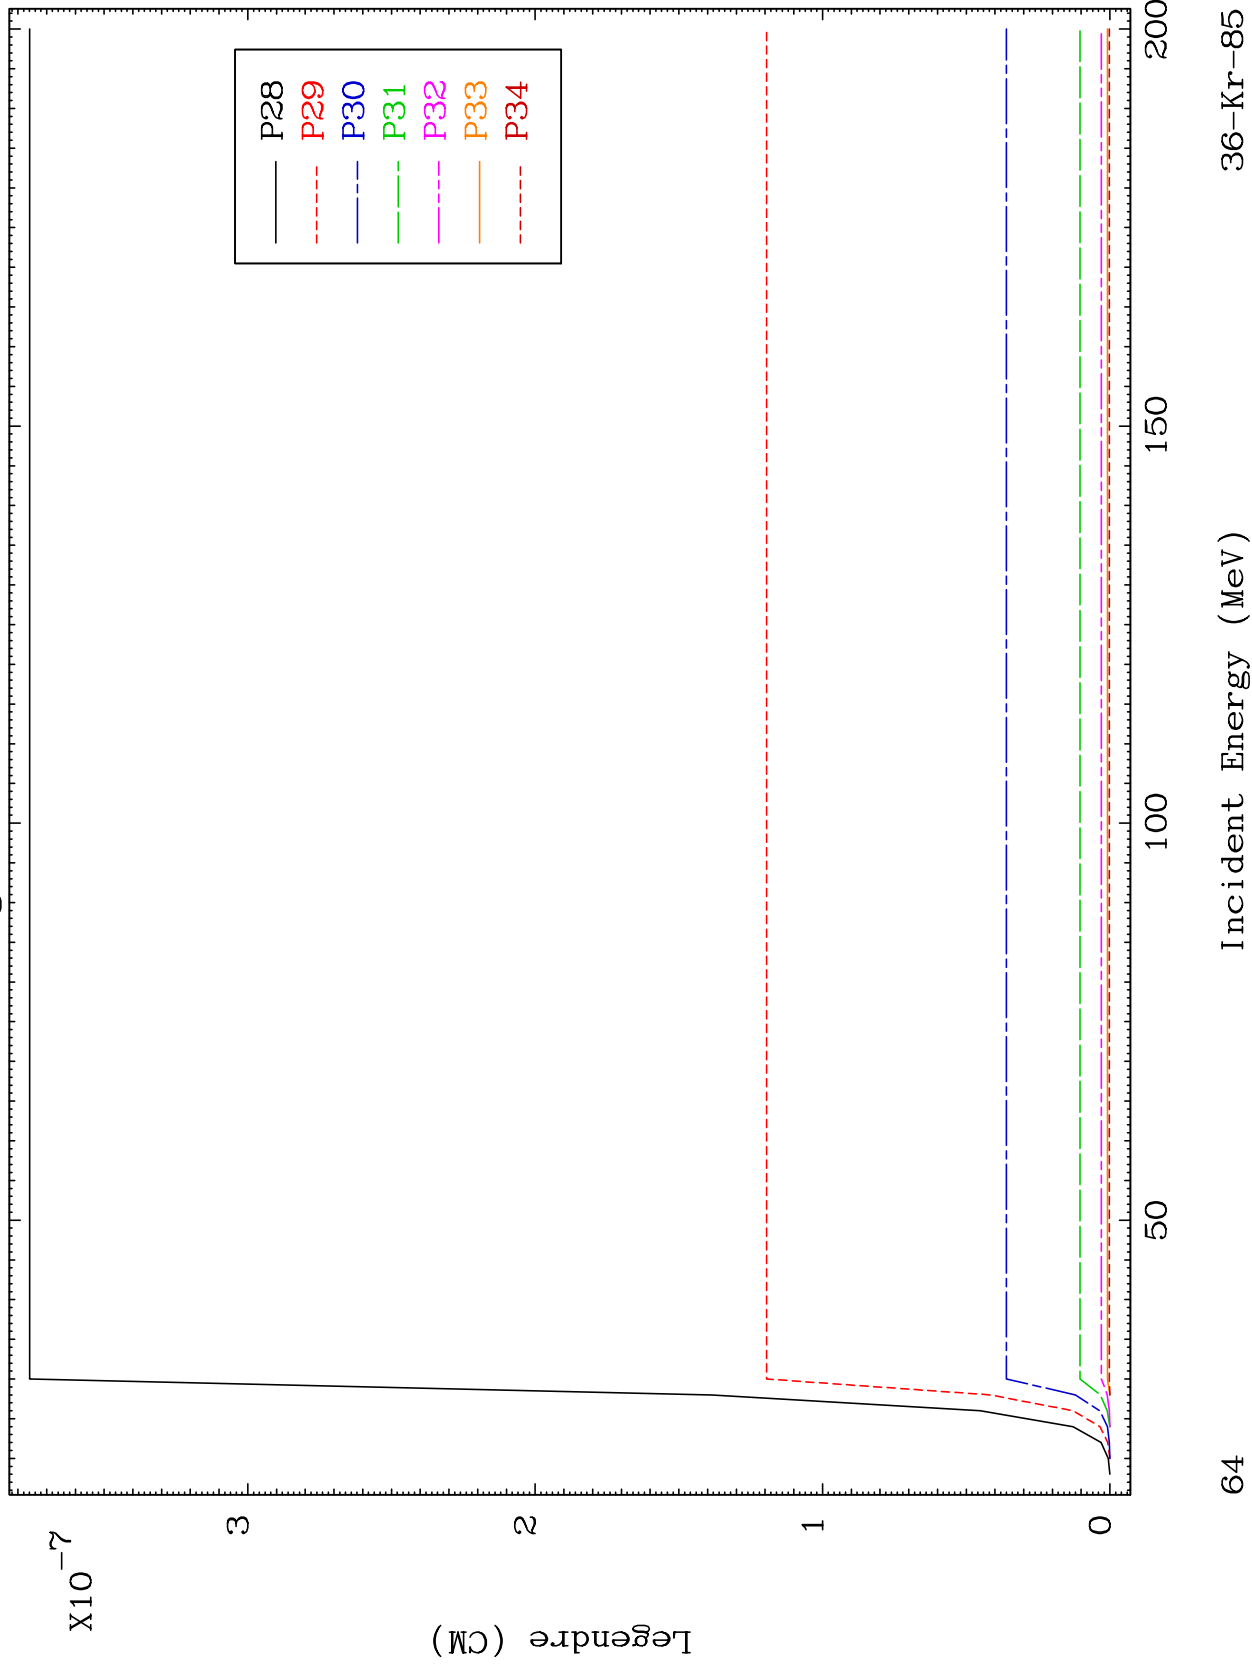 X10⁻⁷
Legendre (CM)
3
2
1
0
P28
P29
P30
P31
P32
P33
P34
50
100
150
200
Incident Energy (MeV)
64
36-Kr-85